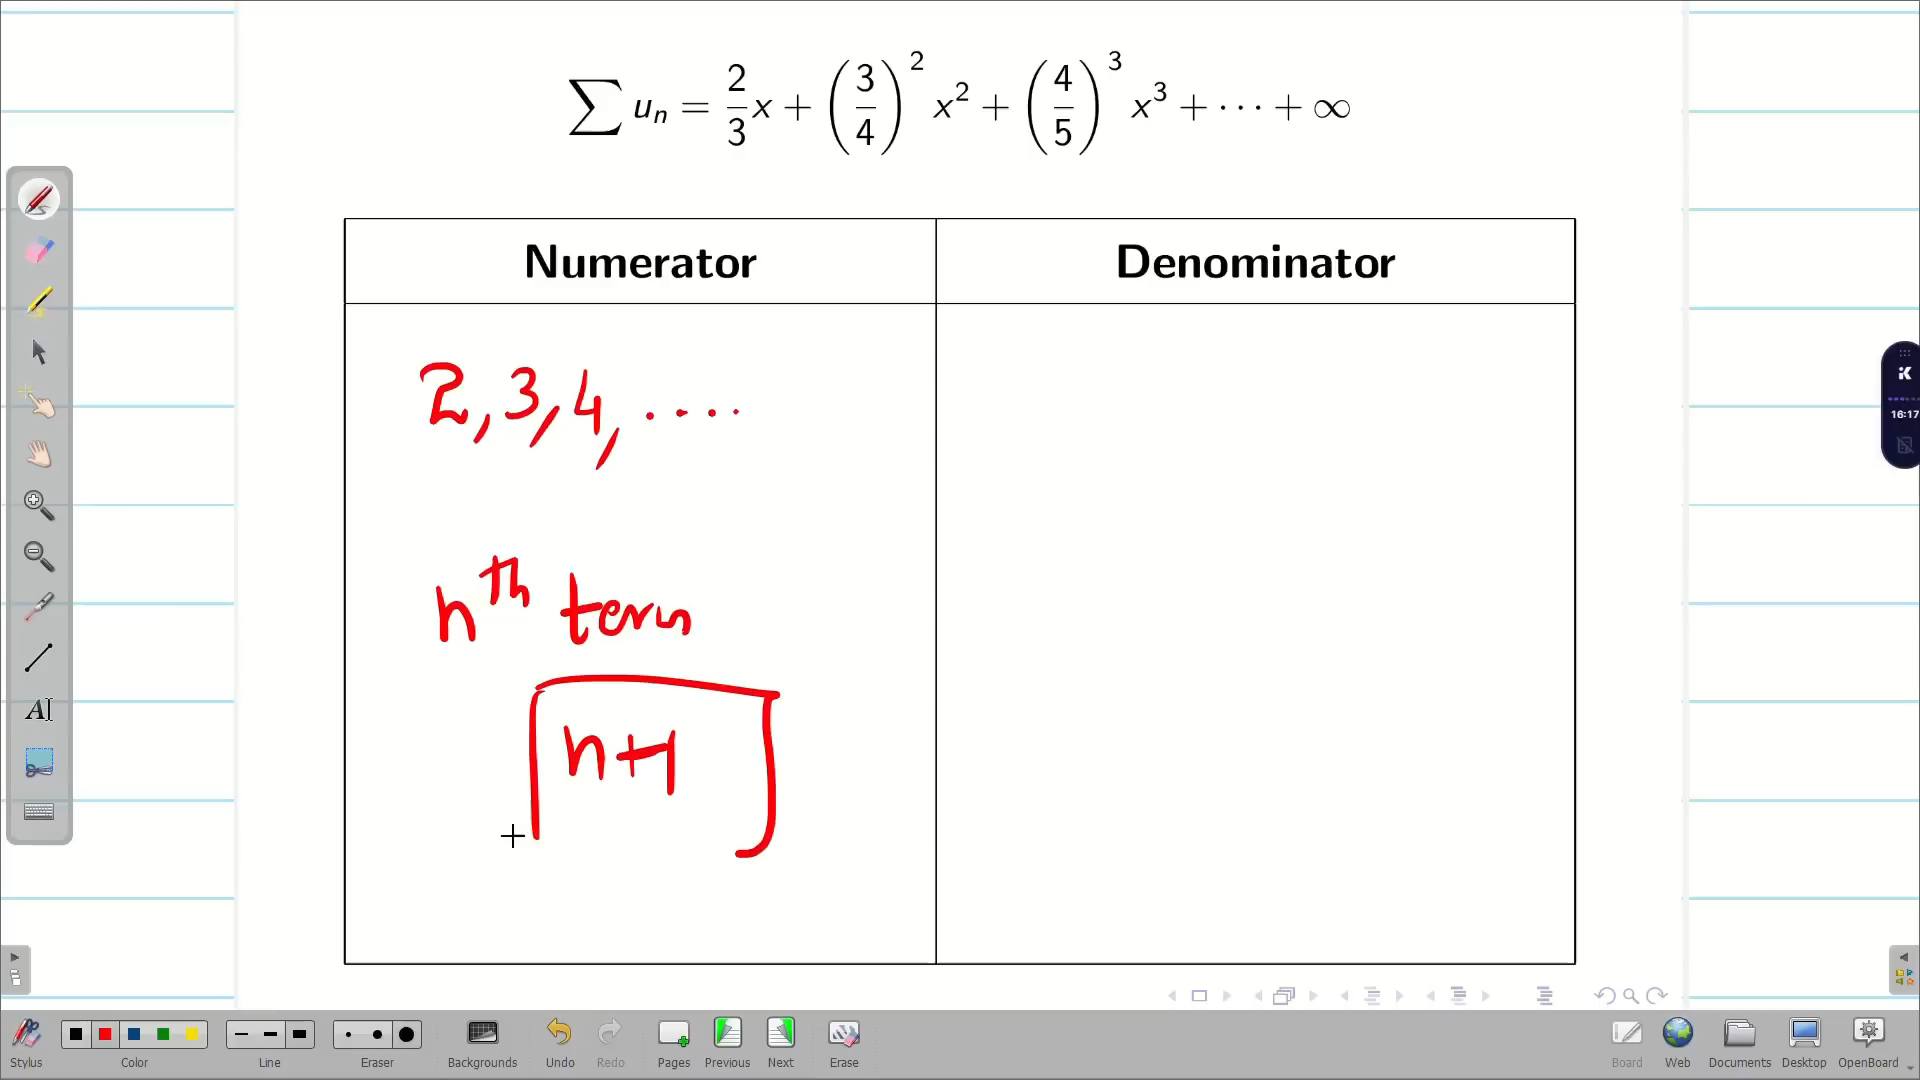 ∑ uₙ = 2/3 x + (3/4)² x² + (4/5)³ x³ + ··· + ∞
Numerator
Denominator
2, 3, 4, ....
nᵗʰ term
n+1
16:17
Stylus
Color
Line
Eraser
Backgrounds
Undo
Redo
Pages
Previous
Next
Erase
Board
Web
Documents
Desktop
OpenBoard